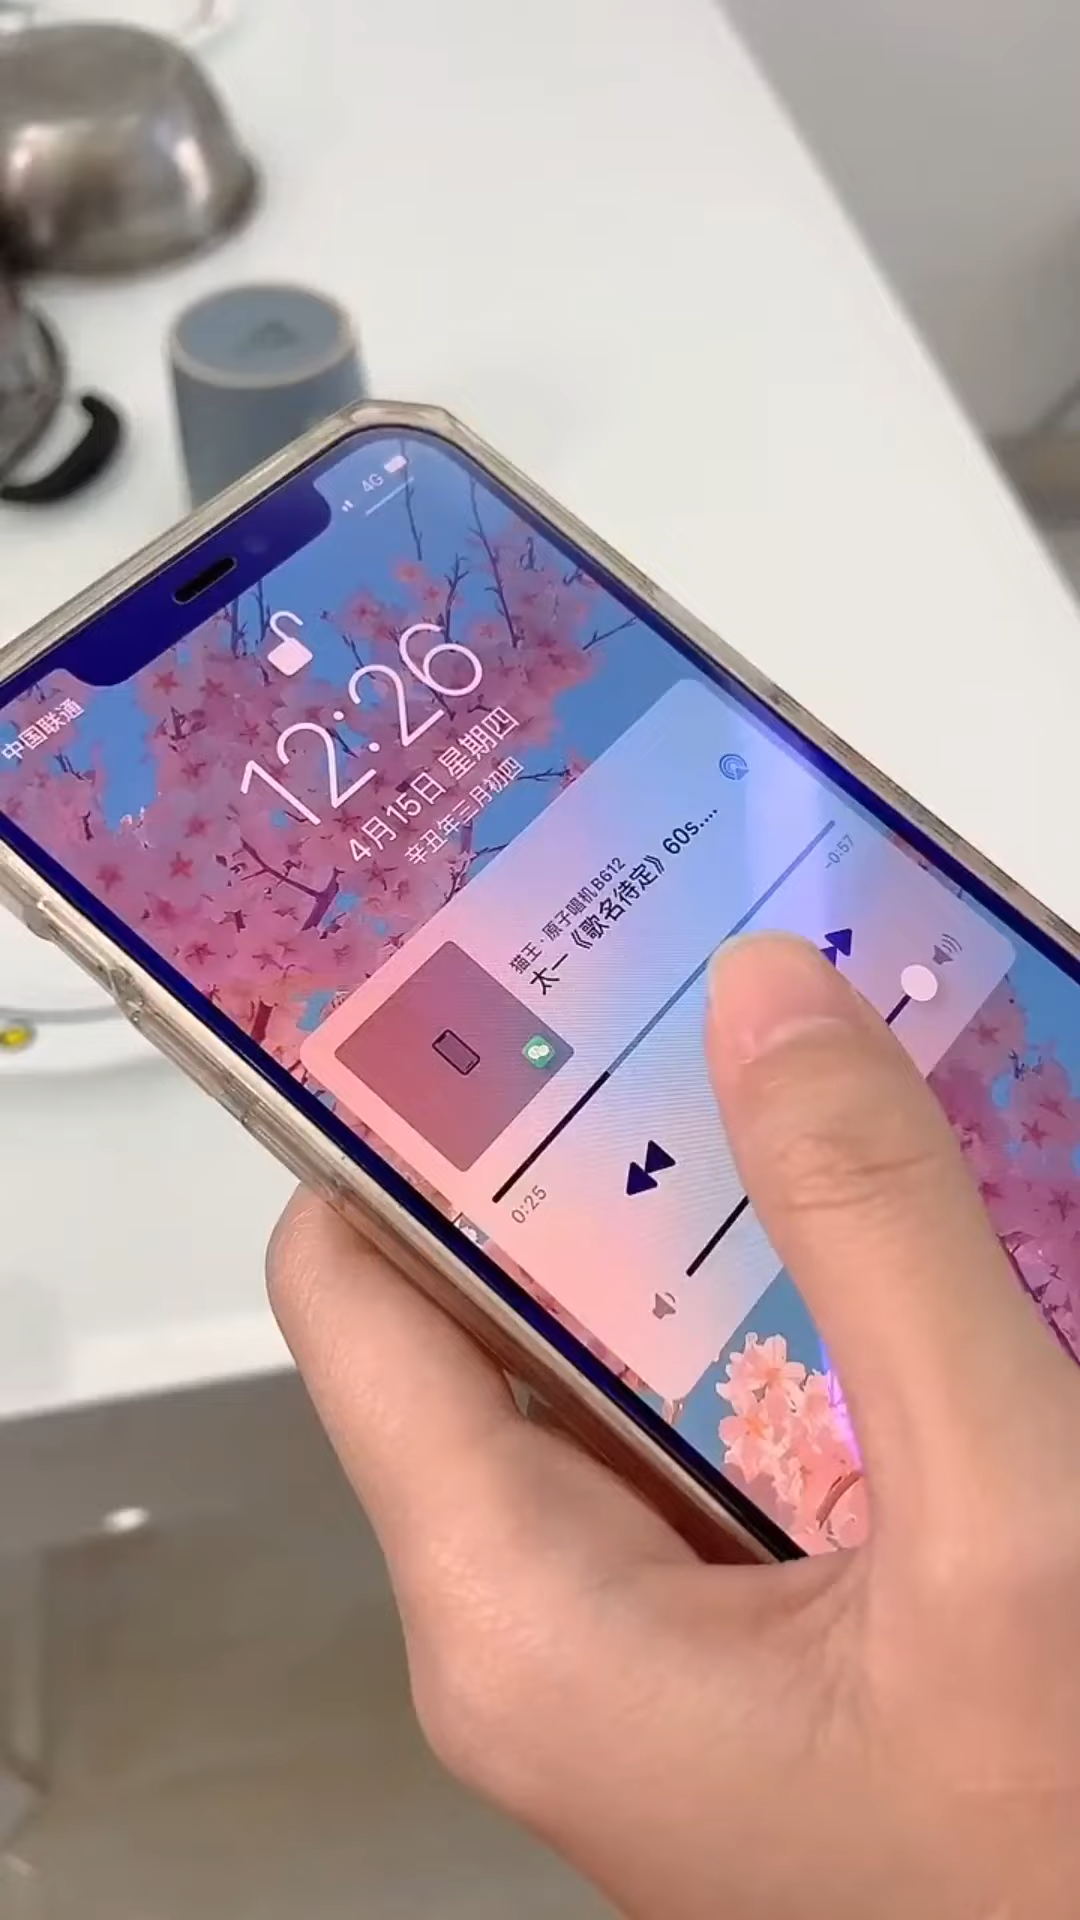 中国联通
4G
12:26
4月15日 星期四
辛丑年三月初四
猫王·原子唱机B612
太一《歌名待定》60s....
0:25
-0:57